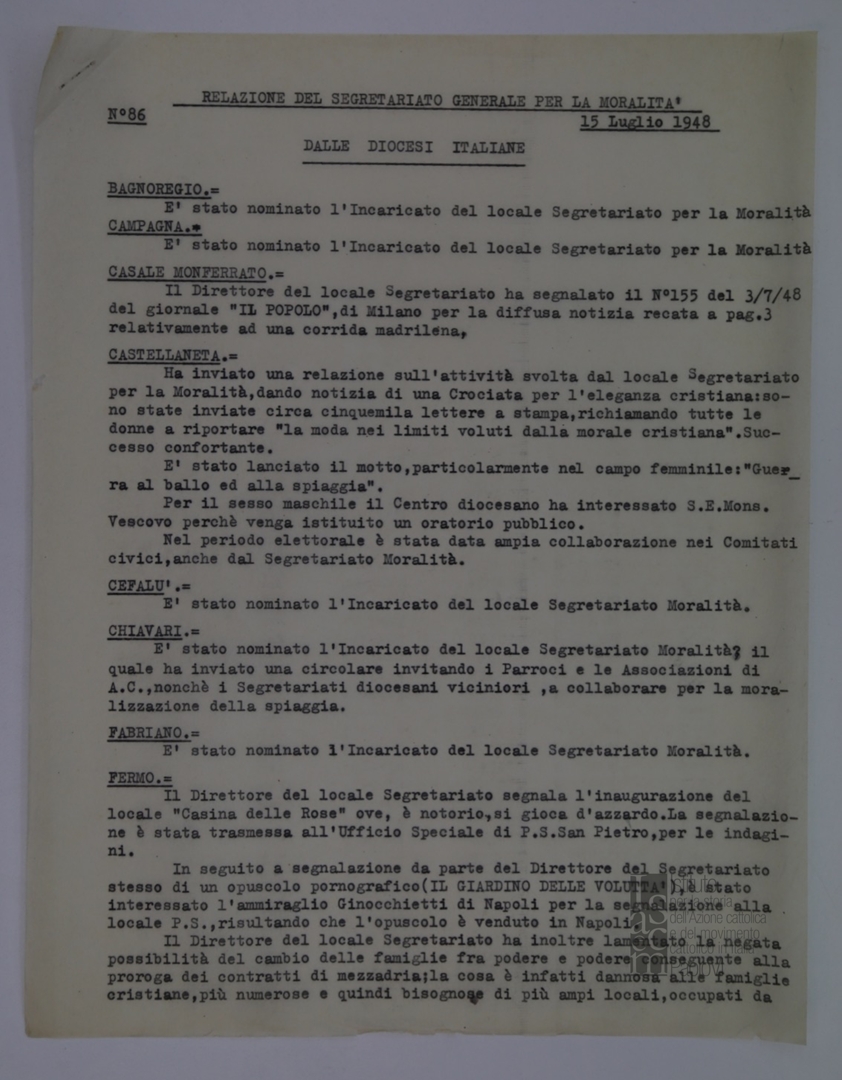 RELAZIONE DEL SEGRETARIATO GENERALE PER LA MORALITA'
N°86
15 Luglio 1948
DALLE DIOCESI ITALIANE
BAGNOREGIO.=
E' stato nominato l'Incaricato del locale Segretariato per la Moralità
CAMPAGNA.=
E' stato nominato l'Incaricato del locale Segretariato per la Moralità
CASALE MONFERRATO.=
Il Direttore del locale Segretariato ha segnalato il N°155 del 3/7/48
del giornale "IL POPOLO",di Milano per la diffusa notizia recata a pag.3
relativamente ad una corrida madrilena,
CASTELLANETA.=
Ha inviato una relazione sull'attività svolta dal locale Segretariato
per la Moralità,dando notizia di una Crociata per l'eleganza cristiana:so-
no state inviate circa cinquemila lettere a stampa,richiamando tutte le
donne a riportare "la moda nei limiti voluti dalla morale cristiana".Suc-
cesso confortante.
E' stato lanciato il motto,particolarmente nel campo femminile:"Guer_
ra al ballo ed alla spiaggia".
Per il sesso maschile il Centro diocesano ha interessato S.E.Mons.
Vescovo perchè venga istituito un oratorio pubblico.
Nel periodo elettorale è stata data ampia collaborazione nei Comitati
civici,anche dal Segretariato Moralità.
CEFALU'.=
E' stato nominato l'Incaricato del locale Segretariato Moralità.
CHIAVARI.=
E' stato nominato l'Incaricato del locale Segretariato Moralità, il
quale ha inviato una circolare invitando i Parroci e le Associazioni di
A.C.,nonchè i Segretariati diocesani viciniori ,a collaborare per la mora-
lizzazione della spiaggia.
FABRIANO.=
E' stato nominato l'Incaricato del locale Segretariato Moralità.
FERMO.=
Il Direttore del locale Segretariato segnala l'inaugurazione del
locale "Casina delle Rose" ove, è notorio,si gioca d'azzardo.La segnalazio-
ne è stata trasmessa all'Ufficio Speciale di P.S.San Pietro,per le indagi-
ni.
In seguito a segnalazione da parte del Direttore del Segretariato
stesso di un opuscolo pornografico(IL GIARDINO DELLE VOLUTTA'),è stato
interessato l'ammiraglio Ginocchietti di Napoli per la segnalazione alla
locale P.S.,risultando che l'opuscolo è venduto in Napoli.
Il Direttore del locale Segretariato ha inoltre lamentato la negata
possibilità del cambio delle famiglie fra podere e podere conseguente alla
proroga dei contratti di mezzadria;la cosa è infatti dannosa alle famiglie
cristiane,più numerose e quindi bisognose di più ampi locali,occupati da
Istituto
per la storia
dell'Azione cattolica
e del movimento
cattolico in Italia
Paolo VI